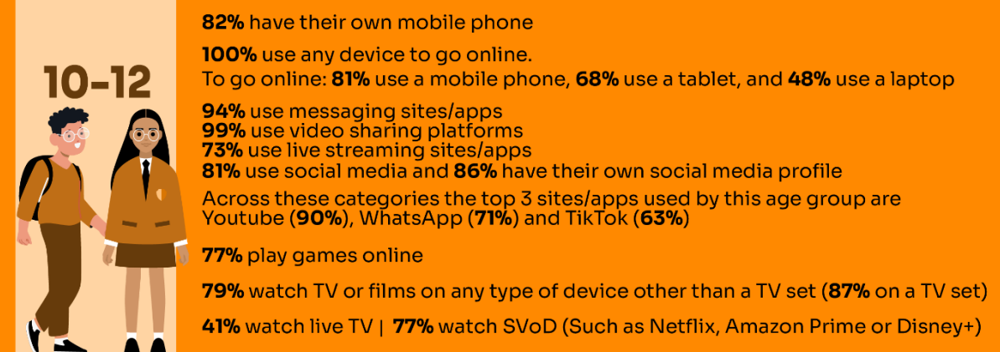 10-12
82% have their own mobile phone
100% use any device to go online.
To go online: 81% use a mobile phone, 68% use a tablet, and 48% use a laptop
94% use messaging sites/apps
99% use video sharing platforms
73% use live streaming sites/apps
81% use social media and 86% have their own social media profile
Across these categories the top 3 sites/apps used by this age group are
Youtube (90%), WhatsApp (71%) and TikTok (63%)
77% play games online
79% watch TV or films on any type of device other than a TV set (87% on a TV set)
41% watch live TV | 77% watch SVoD (Such as Netflix, Amazon Prime or Disney+)